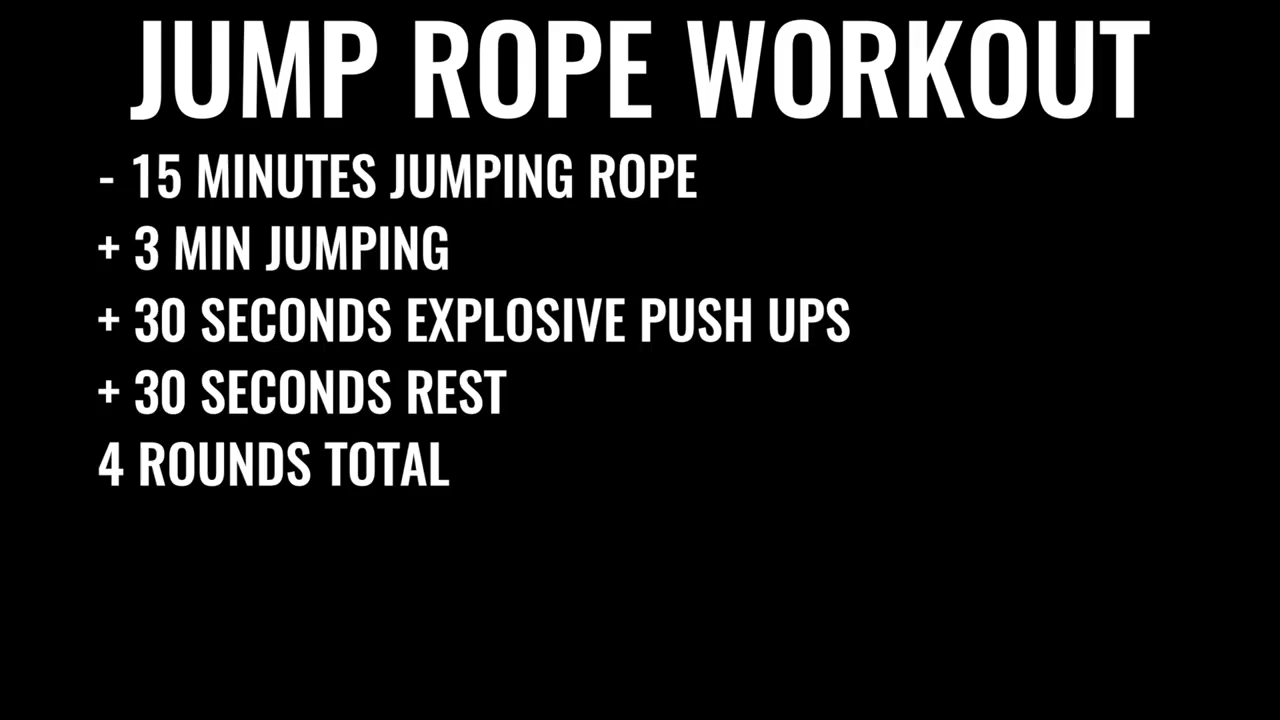 JUMP ROPE WORKOUT
- 15 MINUTES JUMPING ROPE
+ 3 MIN JUMPING
+ 30 SECONDS EXPLOSIVE PUSH UPS
+ 30 SECONDS REST
4 ROUNDS TOTAL